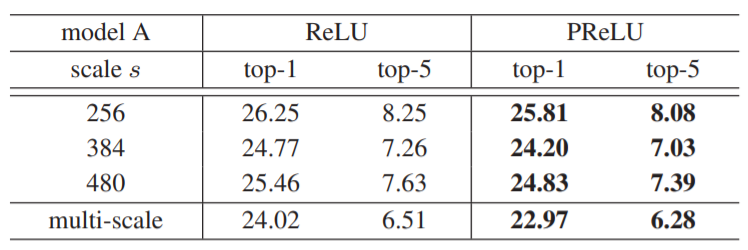 model A ReLU PReLU
scale s top-1 top-5 top-1 top-5
256 26.25 8.25 25.81 8.08
384 24.77 7.26 24.20 7.03
480 25.46 7.63 24.83 7.39
multi-scale 24.02 6.51 22.97 6.28